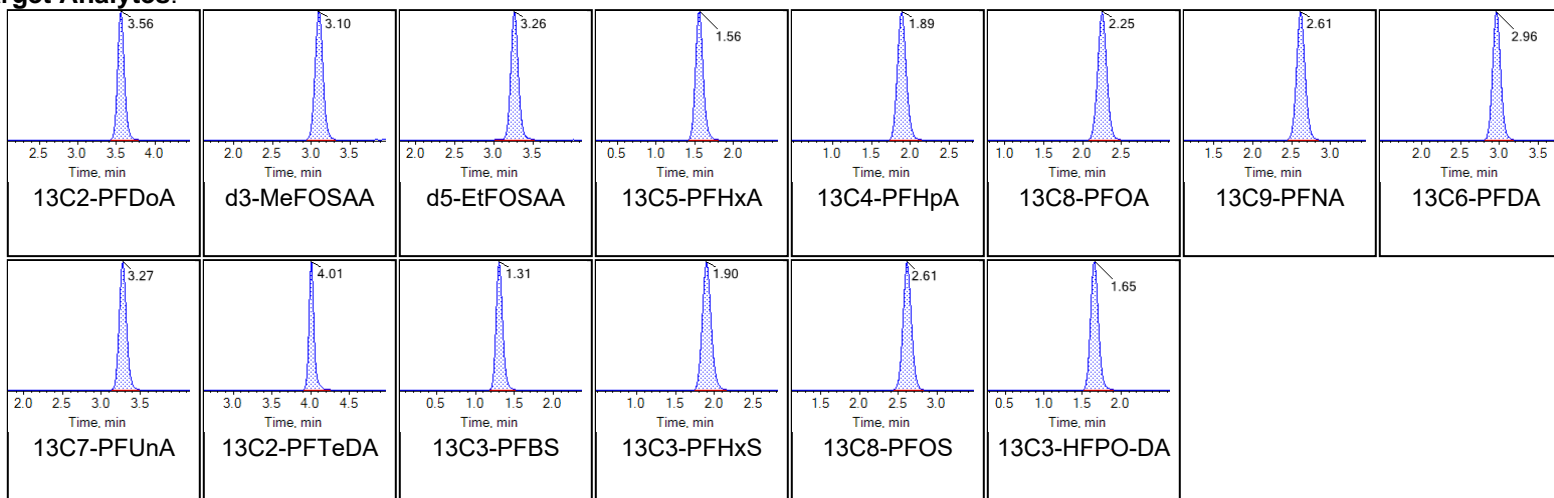 rget Analytes:
3.56 3.10 3.26 1.56 1.89 2.25 2.61 2.96
2.5 3.0 3.5 4.0 2.0 2.5 3.0 3.5 2.0 2.5 3.0 3.5 0.5 1.0 1.5 2.0 1.0 1.5 2.0 2.5 1.0 1.5 2.0 2.5 1.5 2.0 2.5 3.0 2.0 2.5 3.0 3.5
Time, min Time, min Time, min Time, min Time, min Time, min Time, min Time, min
13C2-PFDoA d3-MeFOSAA d5-EtFOSAA 13C5-PFHxA 13C4-PFHpA 13C8-PFOA 13C9-PFNA 13C6-PFDA
3.27 4.01 1.31 1.90 2.61 1.65
2.0 2.5 3.0 3.5 3.0 3.5 4.0 4.5 0.5 1.0 1.5 2.0 1.0 1.5 2.0 2.5 1.5 2.0 2.5 3.0 0.5 1.0 1.5 2.0
Time, min Time, min Time, min Time, min Time, min Time, min
13C7-PFUnA 13C2-PFTeDA 13C3-PFBS 13C3-PFHxS 13C8-PFOS 13C3-HFPO-DA